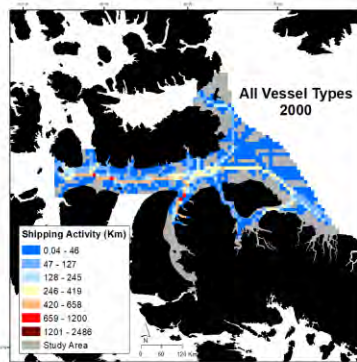 All Vessel Types
2000
Shipping Activity (Km)
0.04 - 46
47 - 127
128 - 245
246 - 419
420 - 658
659 - 1200
1201 - 2486
Study Area
N